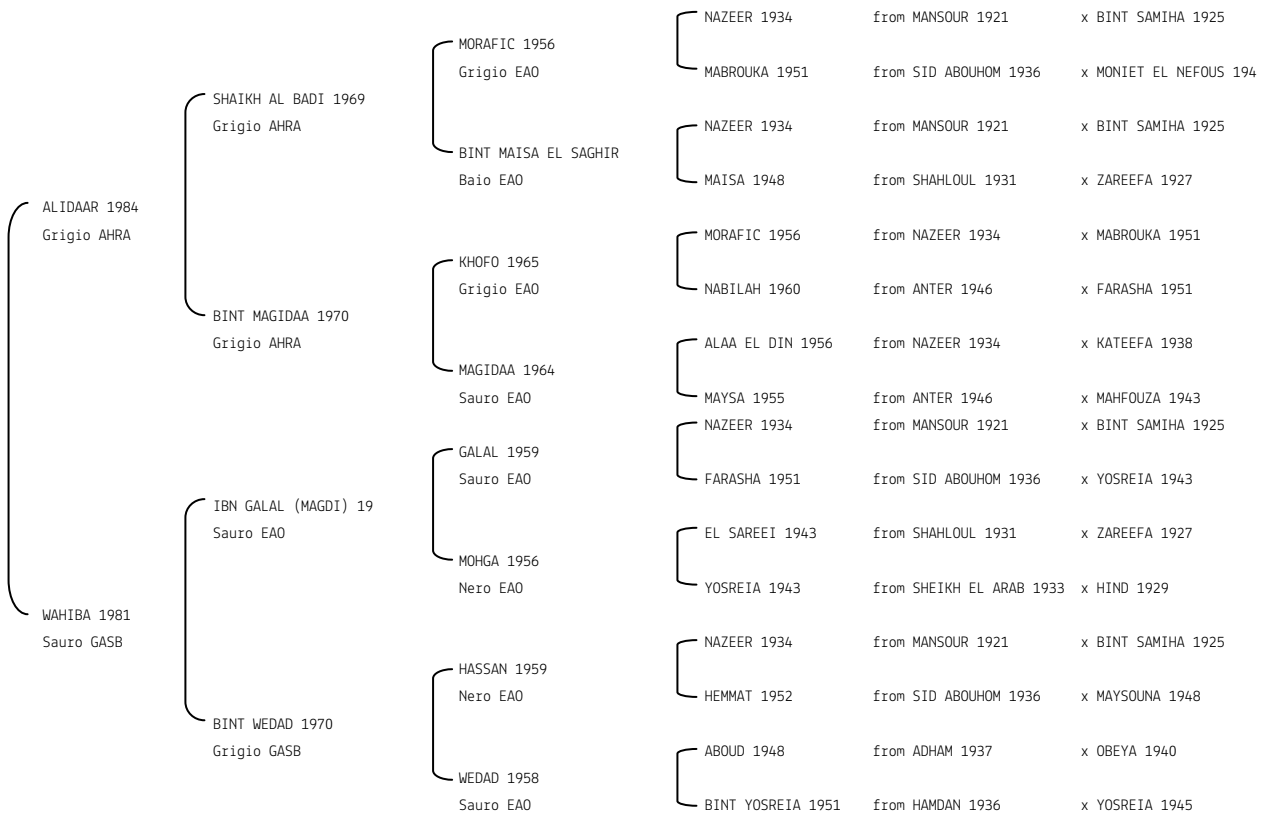 NAZEER 1934 from MANSOUR 1921 x BINT SAMIHA 1925
MORAFIC 1956
Grigio EAO
MABROUKA 1951 from SID ABOUHOM 1936 x MONIET EL NEFOUS 194
SHAIKH AL BADI 1969
Grigio AHRA
NAZEER 1934 from MANSOUR 1921 x BINT SAMIHA 1925
BINT MAISA EL SAGHIR
Baio EAO
MAISA 1948 from SHAHLOUL 1931 x ZAREEFA 1927
ALIDAAR 1984
Grigio AHRA
MORAFIC 1956 from NAZEER 1934 x MABROUKA 1951
KHOFO 1965
Grigio EAO
NABILAH 1960 from ANTER 1946 x FARASHA 1951
BINT MAGIDAA 1970
Grigio AHRA
ALAA EL DIN 1956 from NAZEER 1934 x KATEEFA 1938
MAGIDAA 1964
Sauro EAO
MAYSA 1955 from ANTER 1946 x MAHFOUZA 1943
NAZEER 1934 from MANSOUR 1921 x BINT SAMIHA 1925
GALAL 1959
Sauro EAO
FARASHA 1951 from SID ABOUHOM 1936 x YOSREIA 1943
IBN GALAL (MAGDI) 19
Sauro EAO
EL SAREEI 1943 from SHAHLOUL 1931 x ZAREEFA 1927
MOHGA 1956
Nero EAO
YOSREIA 1943 from SHEIKH EL ARAB 1933 x HIND 1929
WAHIBA 1981
Sauro GASB
NAZEER 1934 from MANSOUR 1921 x BINT SAMIHA 1925
HASSAN 1959
Nero EAO
HEMMAT 1952 from SID ABOUHOM 1936 x MAYSOUNA 1948
BINT WEDAD 1970
Grigio GASB
ABOUD 1948 from ADHAM 1937 x OBEYA 1940
WEDAD 1958
Sauro EAO
BINT YOSREIA 1951 from HAMDAN 1936 x YOSREIA 1945